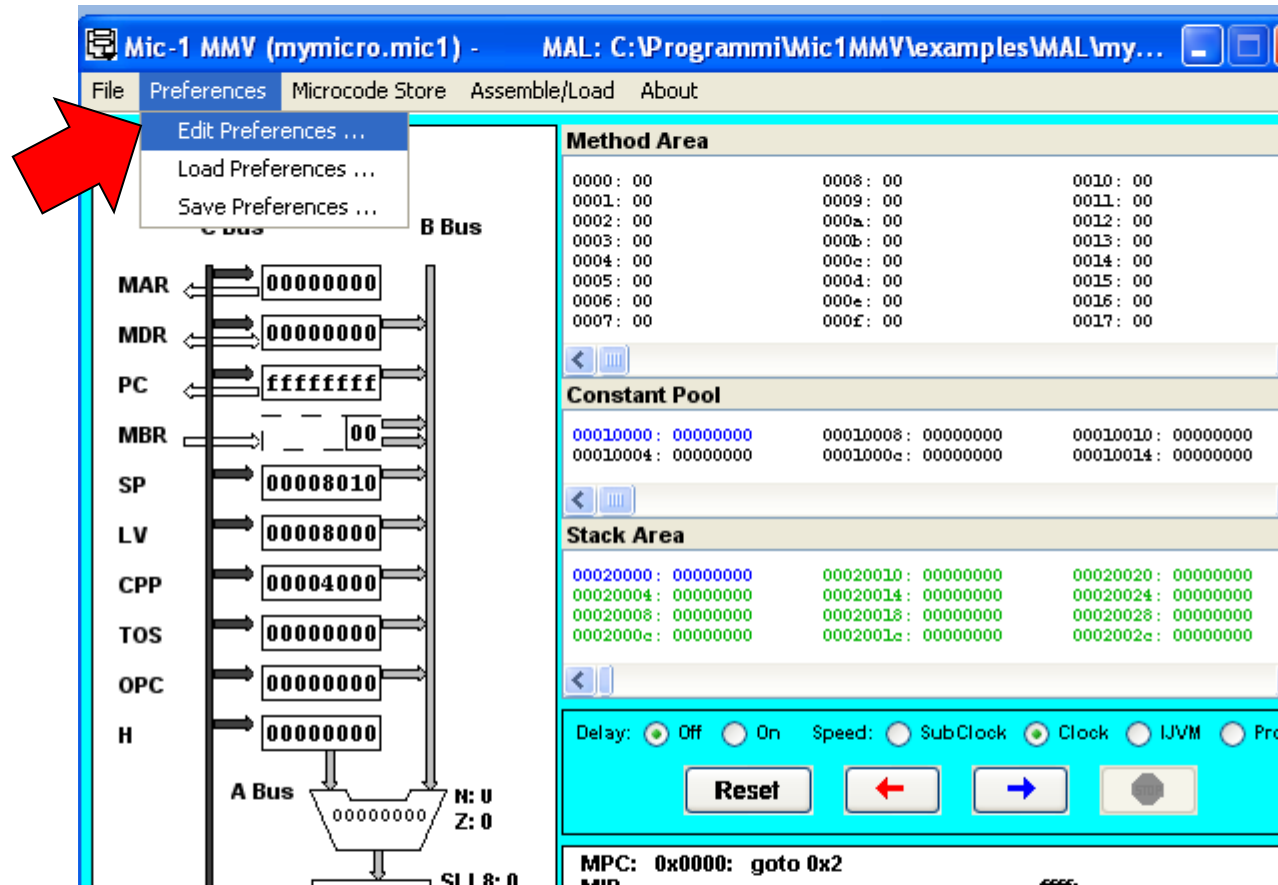 Mic-1 MMV (mymicro.mic1) - MAL: C:\Programmi\Mic1MMV\examples\MAL\my...
File Preferences Microcode Store Assemble/Load About
Edit Preferences ...
Load Preferences ...
Save Preferences ...
B Bus
MAR 00000000
MDR 00000000
PC ffffffff
MBR 00
SP 00008010
LV 00008000
CPP 00004000
TOS 00000000
OPC 00000000
H 00000000
A Bus
00000000
N: 0
Z: 0
SLL8: 0
Method Area
0000: 00 0008: 00 0010: 00
0001: 00 0009: 00 0011: 00
0002: 00 000a: 00 0012: 00
0003: 00 000b: 00 0013: 00
0004: 00 000c: 00 0014: 00
0005: 00 000d: 00 0015: 00
0006: 00 000e: 00 0016: 00
0007: 00 000f: 00 0017: 00
Constant Pool
00010000: 00000000 00010008: 00000000 00010010: 00000000
00010004: 00000000 0001000c: 00000000 00010014: 00000000
Stack Area
00020000: 00000000 00020010: 00000000 00020020: 00000000
00020004: 00000000 00020014: 00000000 00020024: 00000000
00020008: 00000000 00020018: 00000000 00020028: 00000000
0002000c: 00000000 0002001c: 00000000 0002002c: 00000000
Delay: Off On Speed: SubClock Clock IJVM
Reset
STOP
MPC: 0x0000: goto 0x2